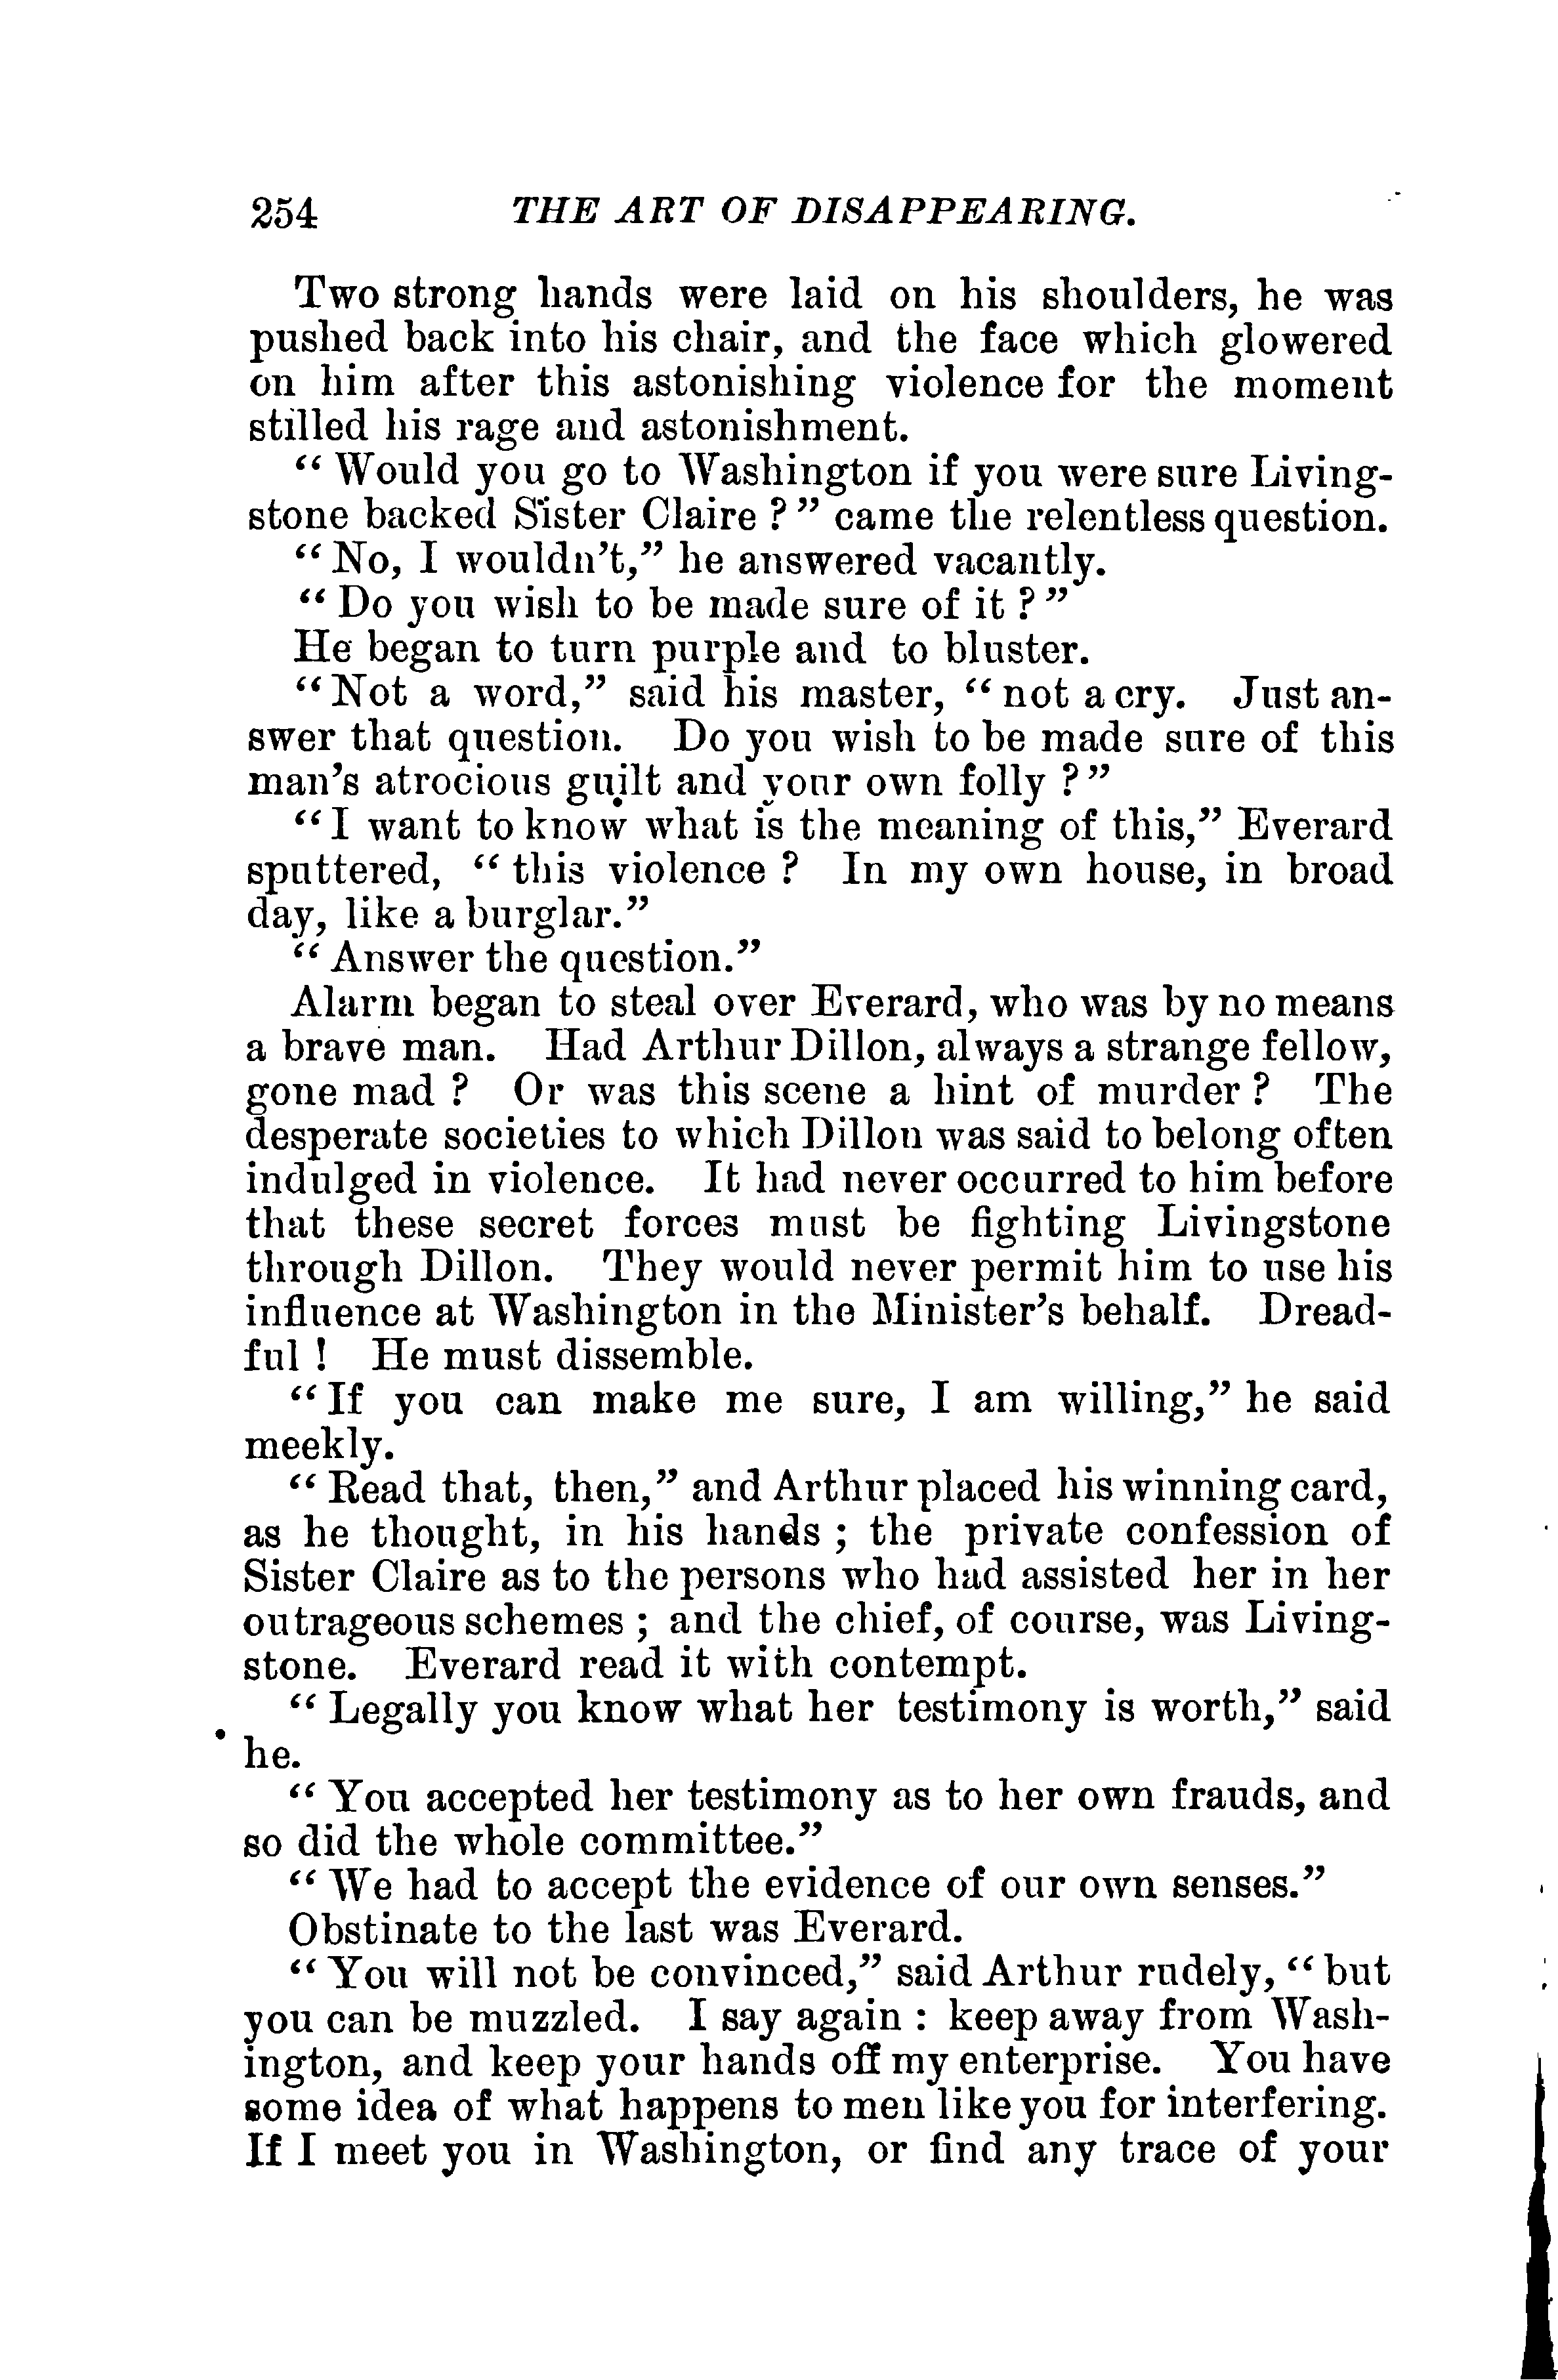 254 THE ART OF DISAPPEARING.
Two strong hands were laid on his shoulders, he was
pushed back into his chair, and the face which glowered
on him after this astonishing violence for the moment
stilled his rage and astonishment.
“ Would you go to Washington if you were sure Living-
stone backed Sister Claire ? ” came the relentless question.
“ No, I wouldn’t,” he answered vacantly.
“ Do you wish to be made sure of it ? ”
He began to turn purple and to bluster.
“ Not a word,” said his master, “ not a cry. Just an-
swer that question. Do you wish to be made sure of this
man’s atrocious guilt and your own folly ? ”
“ I want to know what is the meaning of this,” Everard
sputtered, “ this violence ? In my own house, in broad
day, like a burglar.”
“ Answer the question.”
Alarm began to steal over Everard, who was by no means
a brave man. Had Arthur Dillon, always a strange fellow,
gone mad ? Or was this scene a hint of murder ? The
desperate societies to which Dillon was said to belong often
indulged in violence. It had never occurred to him before
that these secret forces must be fighting Livingstone
through Dillon. They would never permit him to use his
influence at Washington in the Minister’s behalf. Dread-
ful ! He must dissemble.
“ If you can make me sure, I am willing,” he said
meekly.
“ Read that, then,” and Arthur placed his winning card,
as he thought, in his hands ; the private confession of
Sister Claire as to the persons who had assisted her in her
outrageous schemes ; and the chief, of course, was Living-
stone. Everard read it with contempt.
“ Legally you know what her testimony is worth,” said
he.
“ You accepted her testimony as to her own frauds, and
so did the whole committee.”
“ We had to accept the evidence of our own senses.”
Obstinate to the last was Everard.
“ You will not be convinced,” said Arthur rudely, “ but
you can be muzzled. I say again : keep away from Wash-
ington, and keep your hands off my enterprise. You have
some idea of what happens to men like you for interfering.
If I meet you in Washington, or find any trace of your